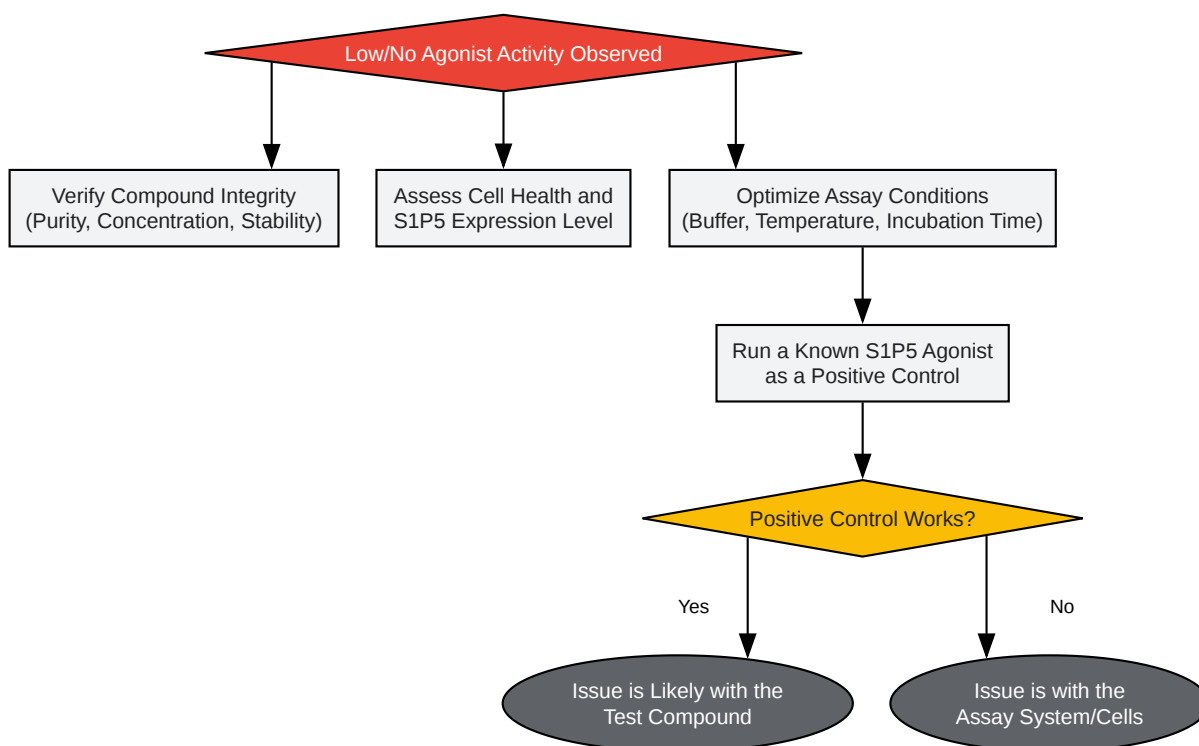 Low/No Agonist Activity Observed
Verify Compound Integrity
(Purity, Concentration, Stability)
Assess Cell Health and
S1P5 Expression Level
Optimize Assay Conditions
(Buffer, Temperature, Incubation Time)
Run a Known S1P5 Agonist
as a Positive Control
Positive Control Works?
Yes
No
Issue is Likely with the
Test Compound
Issue is with the
Assay System/Cells